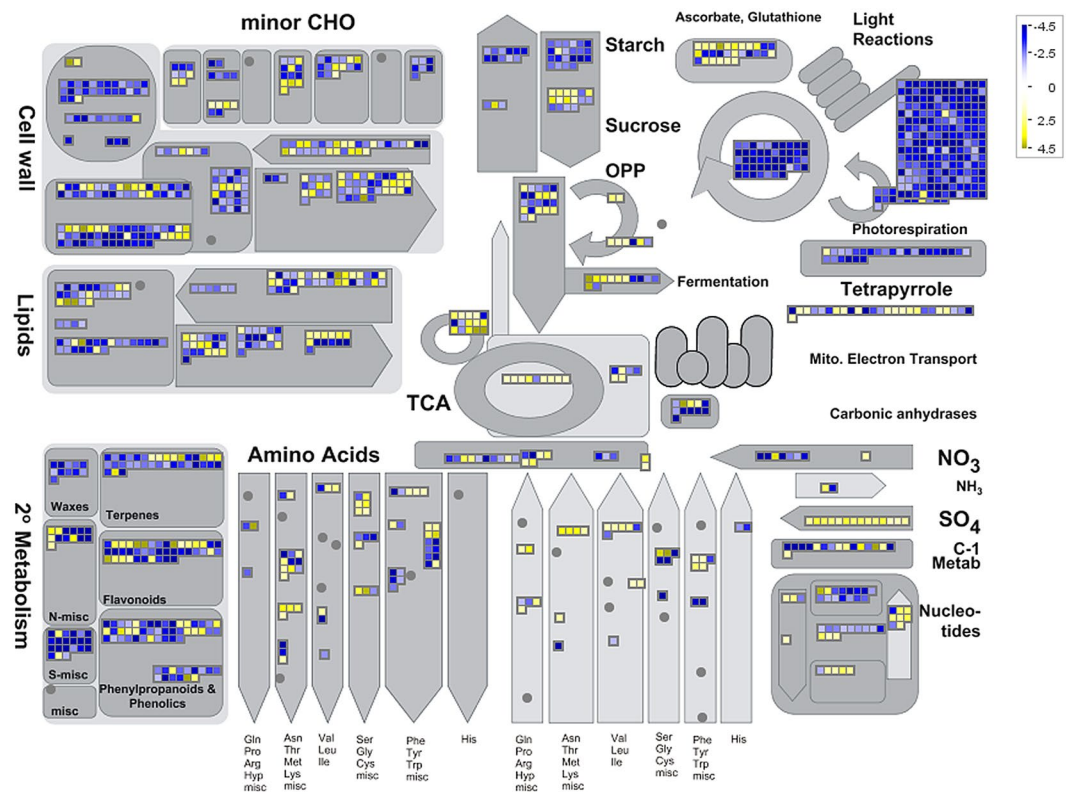 minor CHO
Ascorbate, Glutathione
Light
Reactions
-4.5
-2.5
0
2.5
4.5
Starch
Sucrose
OPP
Cell wall
Photorespiration
Fermentation
Tetrapyrrole
Lipids
Mito. Electron Transport
TCA
Carbonic anhydrases
Amino Acids
NO3
NH3
SO4
C-1
Metab
Nucleo-
tides
2° Metabolism
Waxes
Terpenes
N-misc
Flavonoids
S-misc
misc
Phenylpropanoids &
Phenolics
Gln
Pro
Arg
Hyp
misc
Asn
Thr
Met
Lys
misc
Val
Leu
Ile
Ser
Gly
Cys
misc
Phe
Tyr
Trp
misc
His
Gln
Pro
Arg
Hyp
misc
Asn
Thr
Met
Lys
misc
Val
Leu
Ile
Ser
Gly
Cys
misc
Phe
Tyr
Trp
misc
His